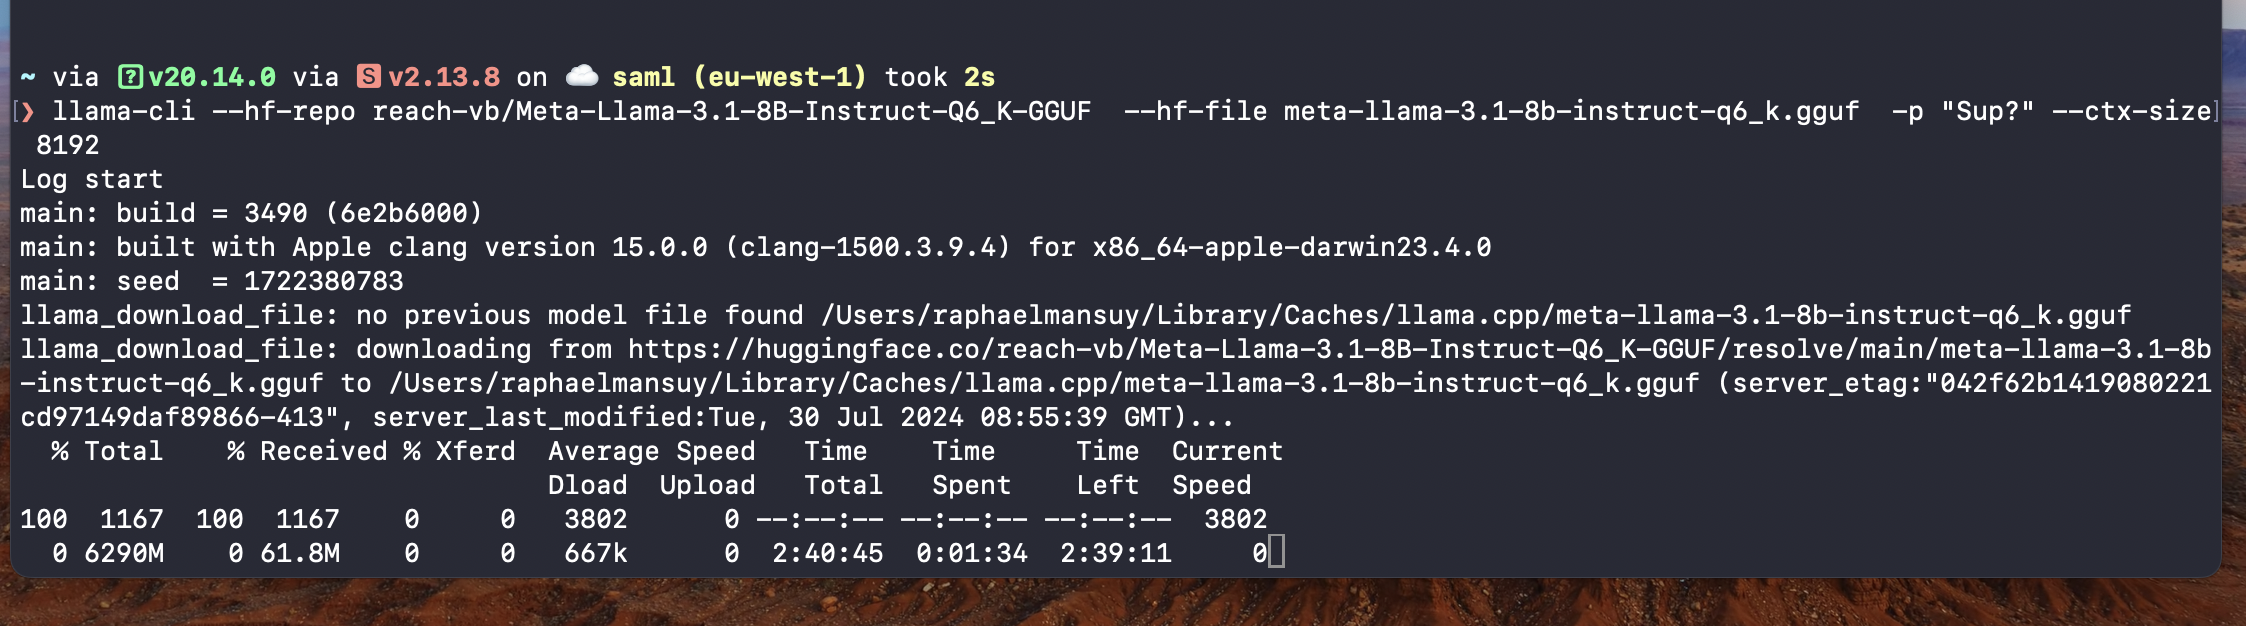 ~ via [?]v20.14.0 via S v2.13.8 on ☁️ saml (eu-west-1) took 2s
[❯ llama-cli --hf-repo reach-vb/Meta-Llama-3.1-8B-Instruct-Q6_K-GGUF  --hf-file meta-llama-3.1-8b-instruct-q6_k.gguf  -p "Sup?" --ctx-size]
 8192
Log start
main: build = 3490 (6e2b6000)
main: built with Apple clang version 15.0.0 (clang-1500.3.9.4) for x86_64-apple-darwin23.4.0
main: seed  = 1722380783
llama_download_file: no previous model file found /Users/raphaelmansuy/Library/Caches/llama.cpp/meta-llama-3.1-8b-instruct-q6_k.gguf
llama_download_file: downloading from https://huggingface.co/reach-vb/Meta-Llama-3.1-8B-Instruct-Q6_K-GGUF/resolve/main/meta-llama-3.1-8b
-instruct-q6_k.gguf to /Users/raphaelmansuy/Library/Caches/llama.cpp/meta-llama-3.1-8b-instruct-q6_k.gguf (server_etag:"042f62b1419080221
cd97149daf89866-413", server_last_modified:Tue, 30 Jul 2024 08:55:39 GMT)...
  % Total    % Received % Xferd  Average Speed   Time    Time     Time  Current
                                 Dload  Upload   Total   Spent    Left  Speed
100  1167  100  1167    0     0   3802      0 --:--:-- --:--:-- --:--:--  3802
  0 6290M    0 61.8M    0     0   667k      0  2:40:45  0:01:34  2:39:11     0